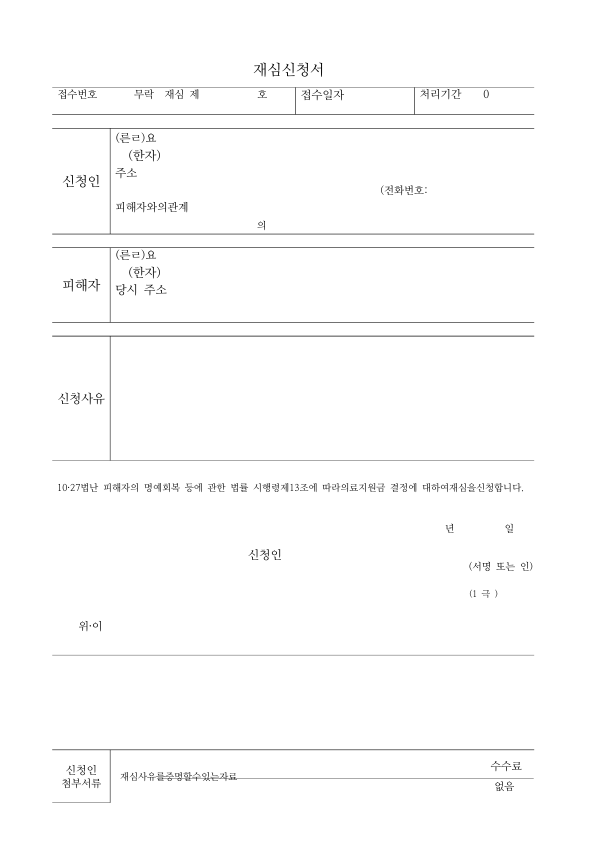 재심신청서
접수번호 무락 재심 제 호 접수일자 처리기간 0
(른ㄹ)요
(한자)
신청인
주소
(전화번호:
피해자와의관계
의
(른ㄹ)요
(한자)
피해자
당시 주소
신청사유
10·27법난 피해자의 명예회복 등에 관한 법률 시행령제13조에 따라의료지원금 결정에 대하여재심을신청합니다.
년 일
신청인
(서명 또는 인)
(1 극 )
위·이
신청인
첨부서류
재심사유를증명할수있는자료
수수료
없음